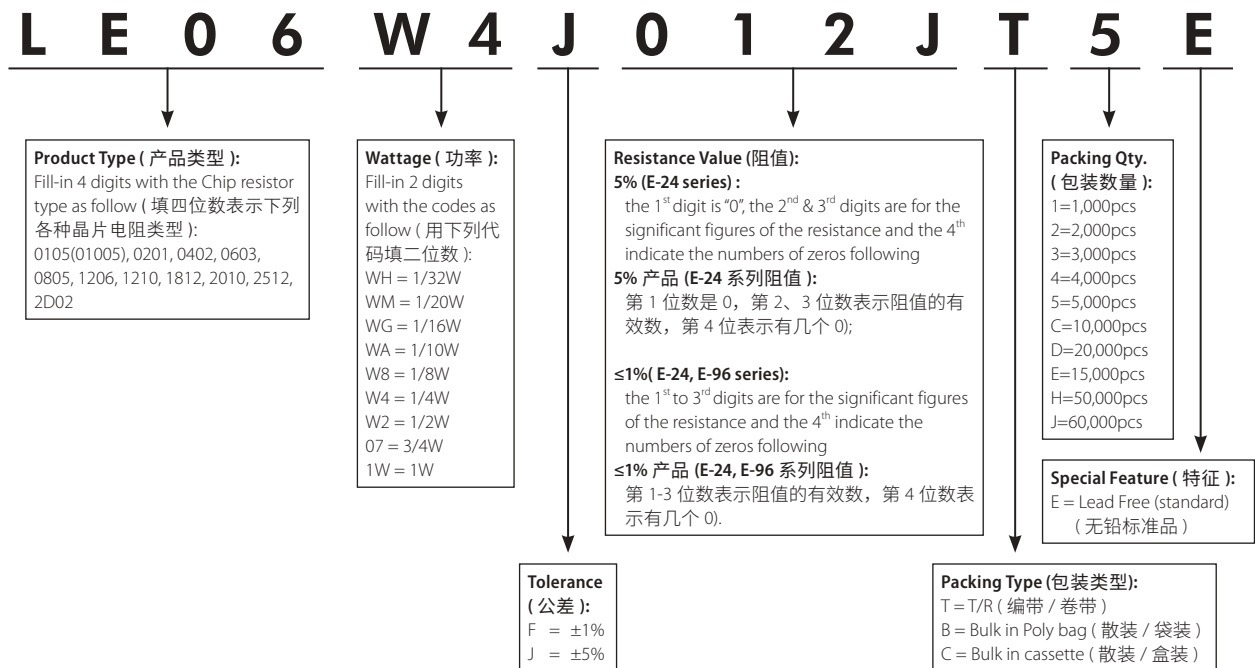 LE06 W4 J 012J T 5 E
Product Type ( 产品类型 ):
Fill-in 4 digits with the Chip resistor
type as follow ( 填四位数表示下列
各种晶片电阻类型 ):
0105(01005), 0201, 0402, 0603,
0805, 1206, 1210, 1812, 2010, 2512,
2D02
Wattage ( 功率 ):
Fill-in 2 digits
with the codes as
follow ( 用下列代
码填二位数 ):
WH = 1/32W
WM = 1/20W
WG = 1/16W
WA = 1/10W
W8 = 1/8W
W4 = 1/4W
W2 = 1/2W
07 = 3/4W
1W = 1W
Tolerance
( 公差 ):
F = ±1%
J = ±5%
Resistance Value (阻值):
5% (E-24 series) :
the 1st digit is “0”, the 2nd & 3rd digits are for the
significant figures of the resistance and the 4th
indicate the numbers of zeros following
5% 产品 (E-24 系列阻值 ):
第 1 位数是 0，第 2、3 位数表示阻值的有
效数，第 4 位表示有几个 0);
≤1%( E-24, E-96 series):
the 1st to 3rd digits are for the significant figures
of the resistance and the 4th indicate the
numbers of zeros following
≤1% 产品 (E-24, E-96 系列阻值 ):
第 1-3 位数表示阻值的有效数，第 4 位数表
示有几个 0).
Packing Type (包装类型):
T = T/R ( 编带 / 卷带 )
B = Bulk in Poly bag ( 散装 / 袋装 )
C = Bulk in cassette ( 散装 / 盒装 )
Packing Qty.
( 包装数量 ):
1=1,000pcs
2=2,000pcs
3=3,000pcs
4=4,000pcs
5=5,000pcs
C=10,000pcs
D=20,000pcs
E=15,000pcs
H=50,000pcs
J=60,000pcs
Special Feature ( 特征 ):
E = Lead Free (standard)
( 无铅标准品 )